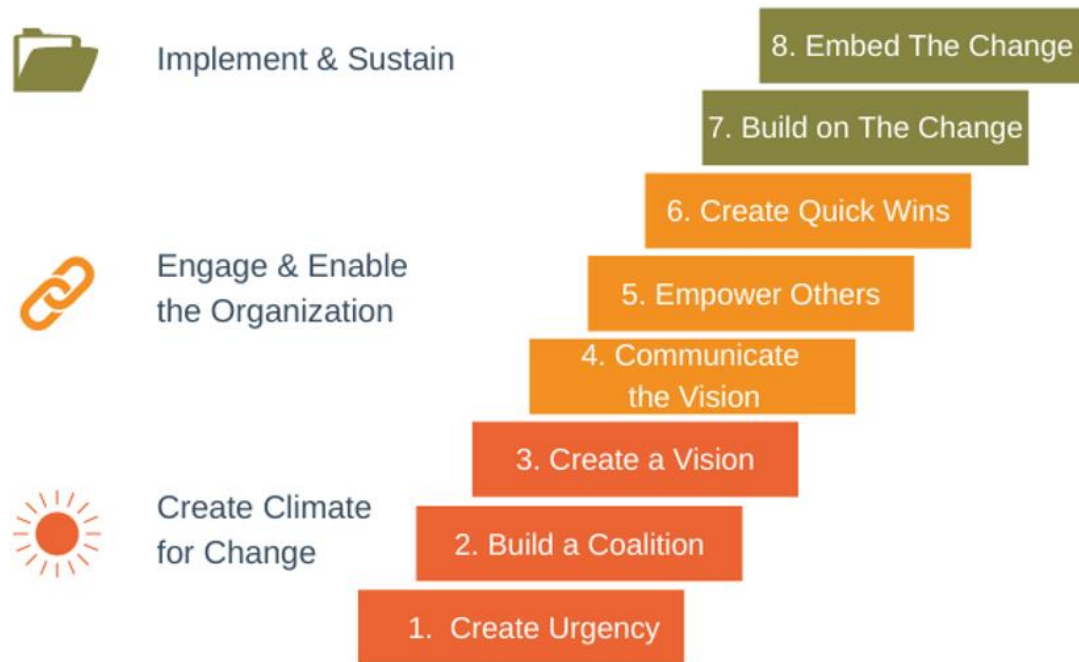 Implement & Sustain
8. Embed The Change
7. Build on The Change
6. Create Quick Wins
Engage & Enable
the Organization
5. Empower Others
4. Communicate
the Vision
3. Create a Vision
Create Climate
for Change
2. Build a Coalition
1. Create Urgency